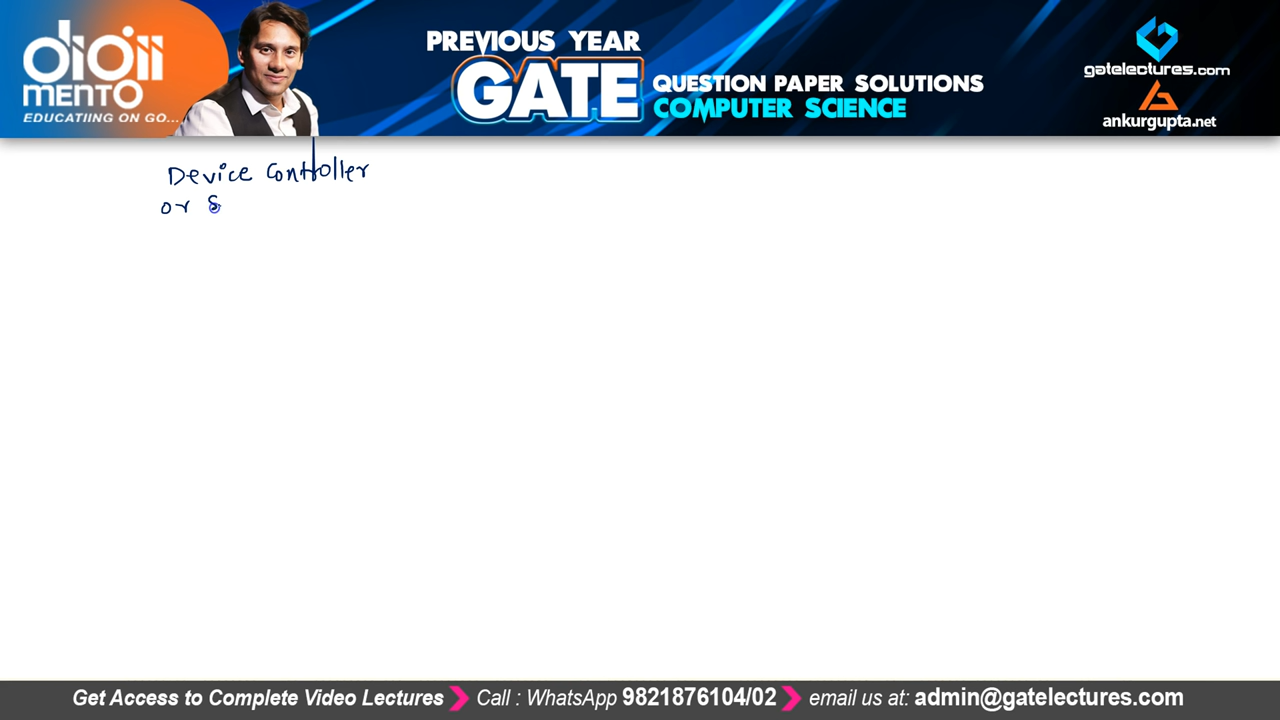 digii
MENTO
EDUCATIING ON GO...
PREVIOUS YEAR
GATE
QUESTION PAPER SOLUTIONS
COMPUTER SCIENCE
gatelectures.com
ankurgupta.net
Device Controller
or
Get Access to Complete Video Lectures Call : WhatsApp 9821876104/02 email us at: admin@gatelectures.com